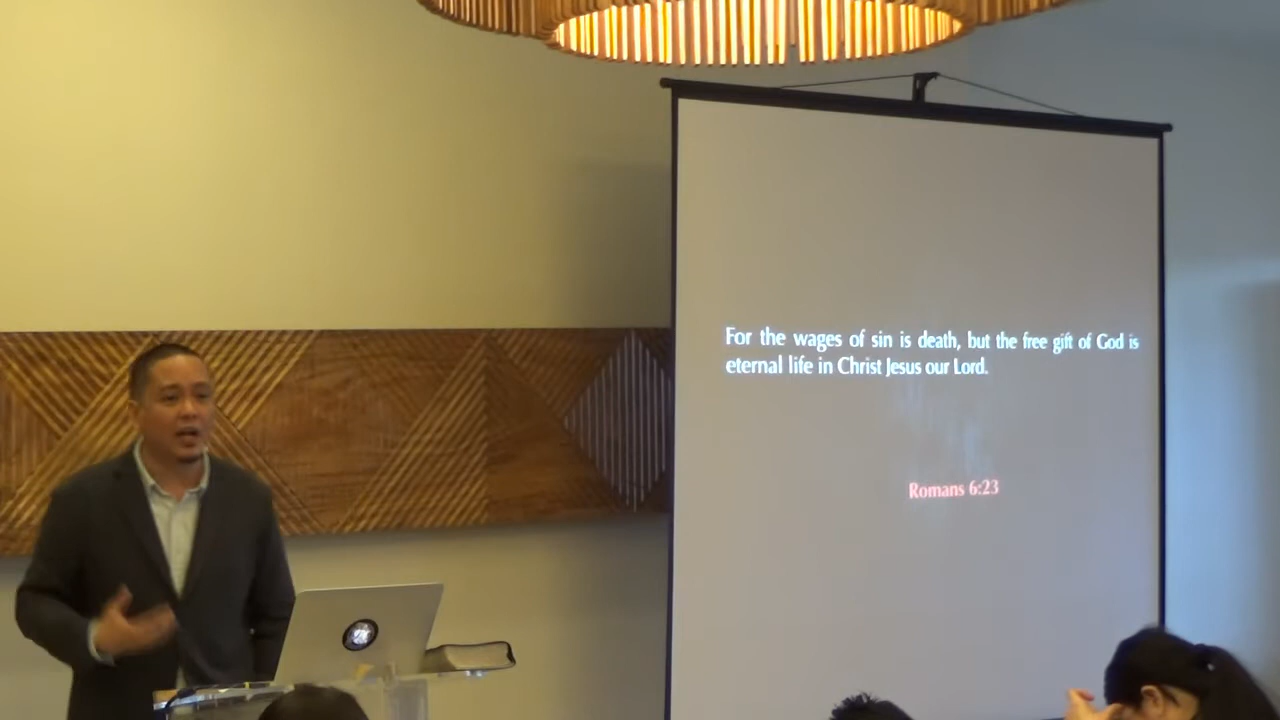 For the wages of sin is death, but the free gift of God is
eternal life in Christ Jesus our Lord.
Romans 6:23